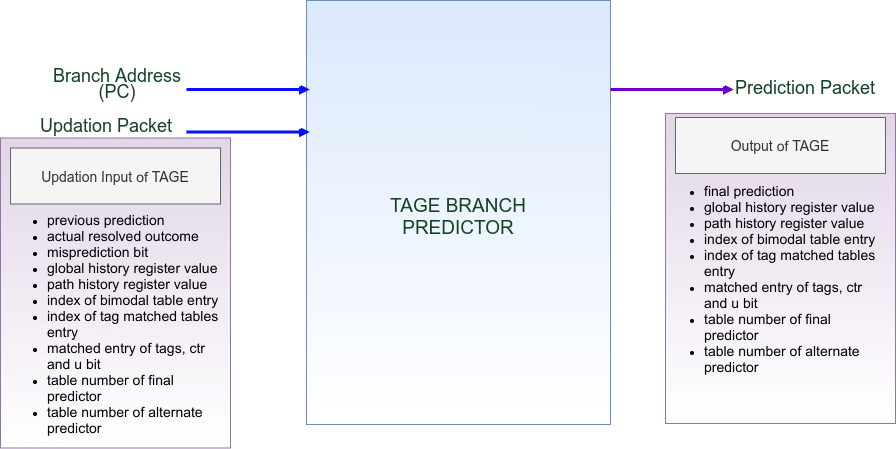 Branch Address
(PC)
Updation Packet
Updation Input of TAGE
• previous prediction
• actual resolved outcome
• misprediction bit
• global history register value
• path history register value
• index of bimodal table entry
• index of tag matched tables
entry
• matched entry of tags, ctr
and u bit
• table number of final
predictor
• table number of alternate
predictor
TAGE BRANCH
PREDICTOR
Prediction Packet
Output of TAGE
• final prediction
• global history register value
• path history register value
• index of bimodal table entry
• index of tag matched tables
entry
• matched entry of tags, ctr
and u bit
• table number of final
predictor
• table number of alternate
predictor